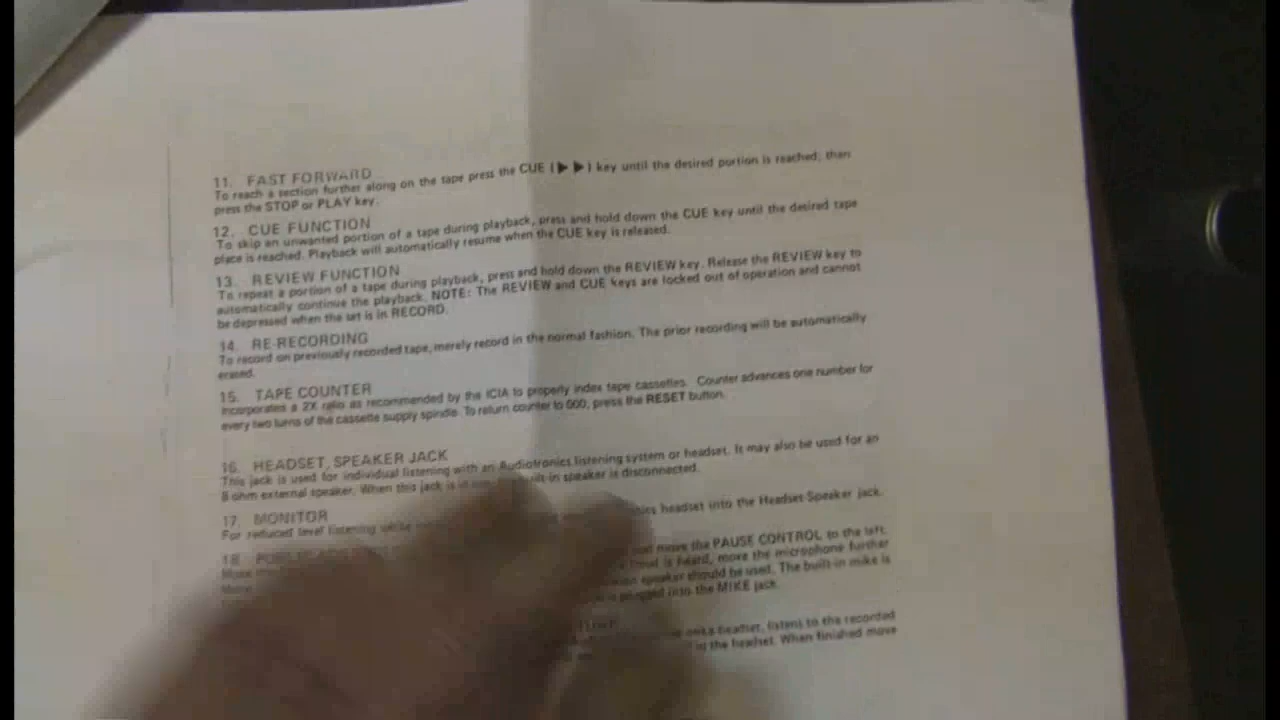 11. FAST FORWARD
To reach a section further along on the tape press the CUE (▶▶) key until the desired portion is reached; then
press the STOP or PLAY key.
12. CUE FUNCTION
To skip an unwanted portion of a tape during playback, press and hold down the CUE key until the desired tape
place is reached. Playback will automatically resume when the CUE key is released.
13. REVIEW FUNCTION
To repeat a portion of a tape during playback, press and hold down the REVIEW key. Release the REVIEW key to
automatically continue the playback. NOTE: The REVIEW and CUE keys are locked out of operation and cannot
be depressed when the set is in RECORD.
14. RE-RECORDING
To record on previously recorded tape, merely record in the normal fashion. The prior recording will be automatically
erased.
15. TAPE COUNTER
Incorporates a 2X ratio as recommended by the ICIA to properly index tape cassettes. Counter advances one number for
every two turns of the cassette supply spindle. To return counter to 000, press the RESET button.
16. HEADSET, SPEAKER JACK
This jack is used for individual listening with an Audiotronics listening system or headset. It may also be used for an
8 ohm external speaker. When this jack is speaker is disconnected.
17. MONITOR
For reduced level listening headset into the Headset-Speaker jack.
18. move the PAUSE CONTROL to the left.
Move is heard, move the microphone further
speaker should be used. The built-in mike is
plugged into the MIKE jack.
headset, listens to the recorded
in the headset. When finished move